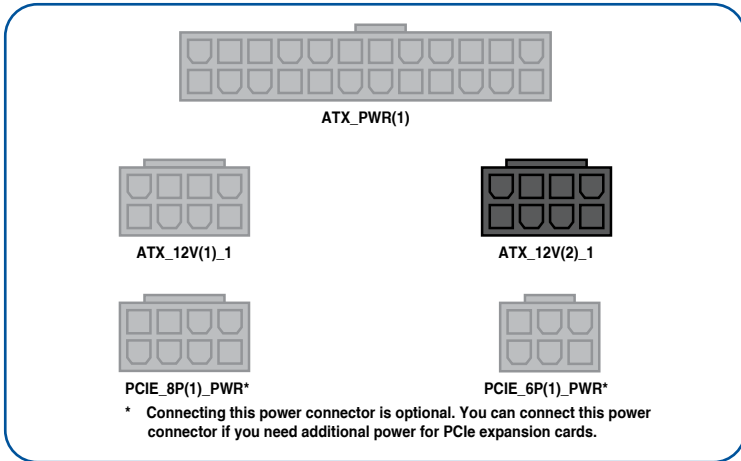 ATX_PWR(1)
ATX_12V(1)_1
ATX_12V(2)_1
PCIE_8P(1)_PWR*
PCIE_6P(1)_PWR*
* Connecting this power connector is optional. You can connect this power
connector if you need additional power for PCIe expansion cards.